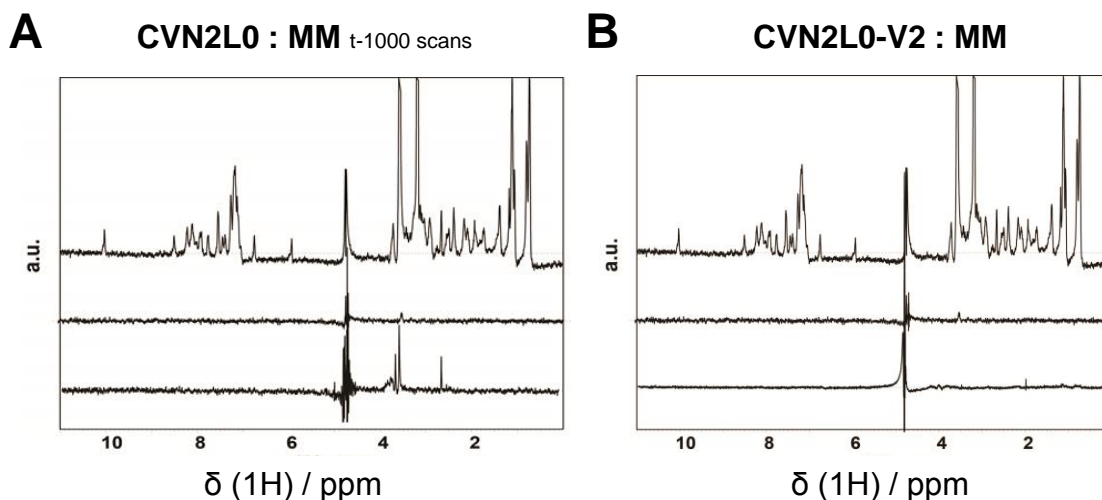 A
CVN2L0 : MM t-1000 scans
a.u.
10 8 6 4 2
δ (1H) / ppm
B
CVN2L0-V2 : MM
a.u.
10 8 6 4 2
δ (1H) / ppm